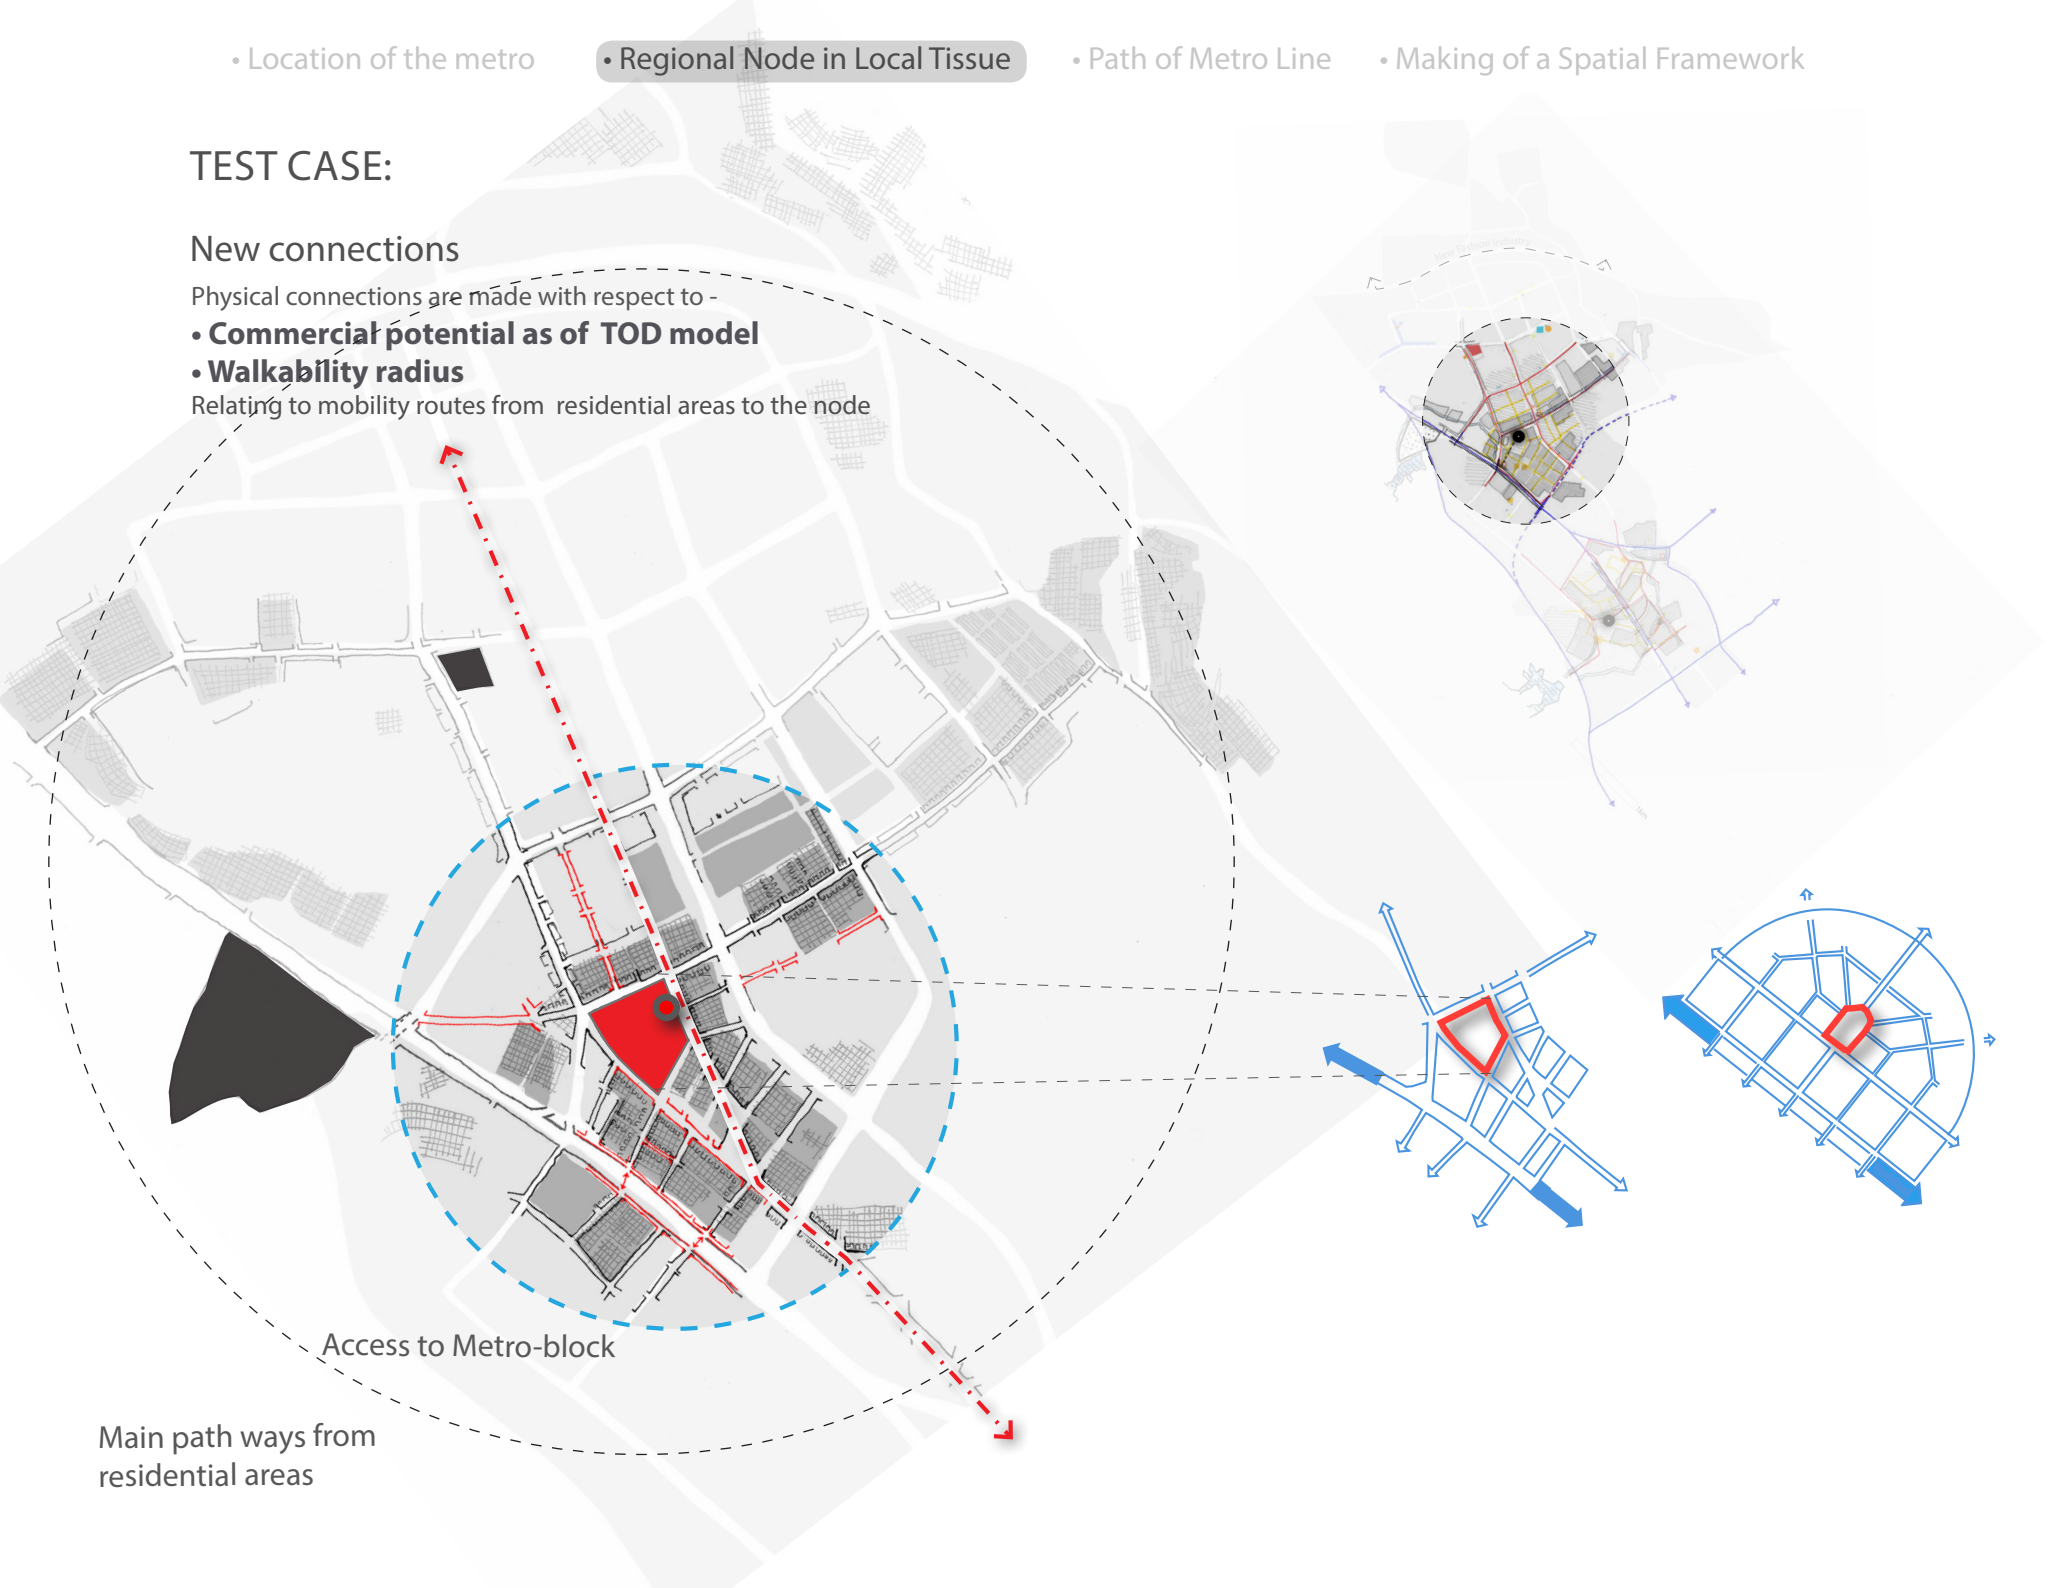 • Location of the metro
• Regional Node in Local Tissue
• Path of Metro Line
• Making of a Spatial Framework
TEST CASE:
New connections
Physical connections are made with respect to -
• Commercial potential as of TOD model
• Walkability radius
Relating to mobility routes from residential areas to the node
Access to Metro-block
Main path ways from
residential areas